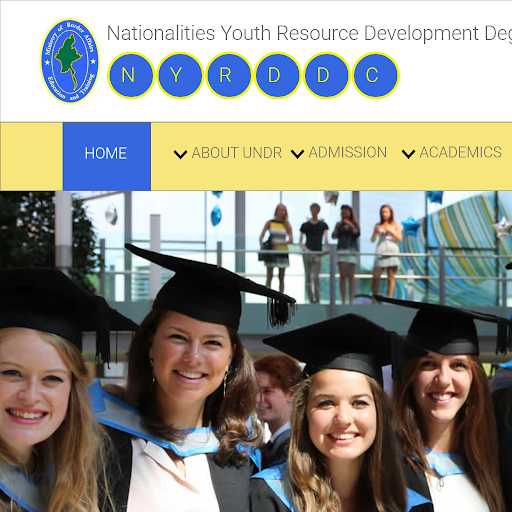 Ministry of Border Affairs
Education and Training
Nationalities Youth Resource Development Deg
N Y R D D C
HOME
ABOUT UNDR
ADMISSION
ACADEMICS